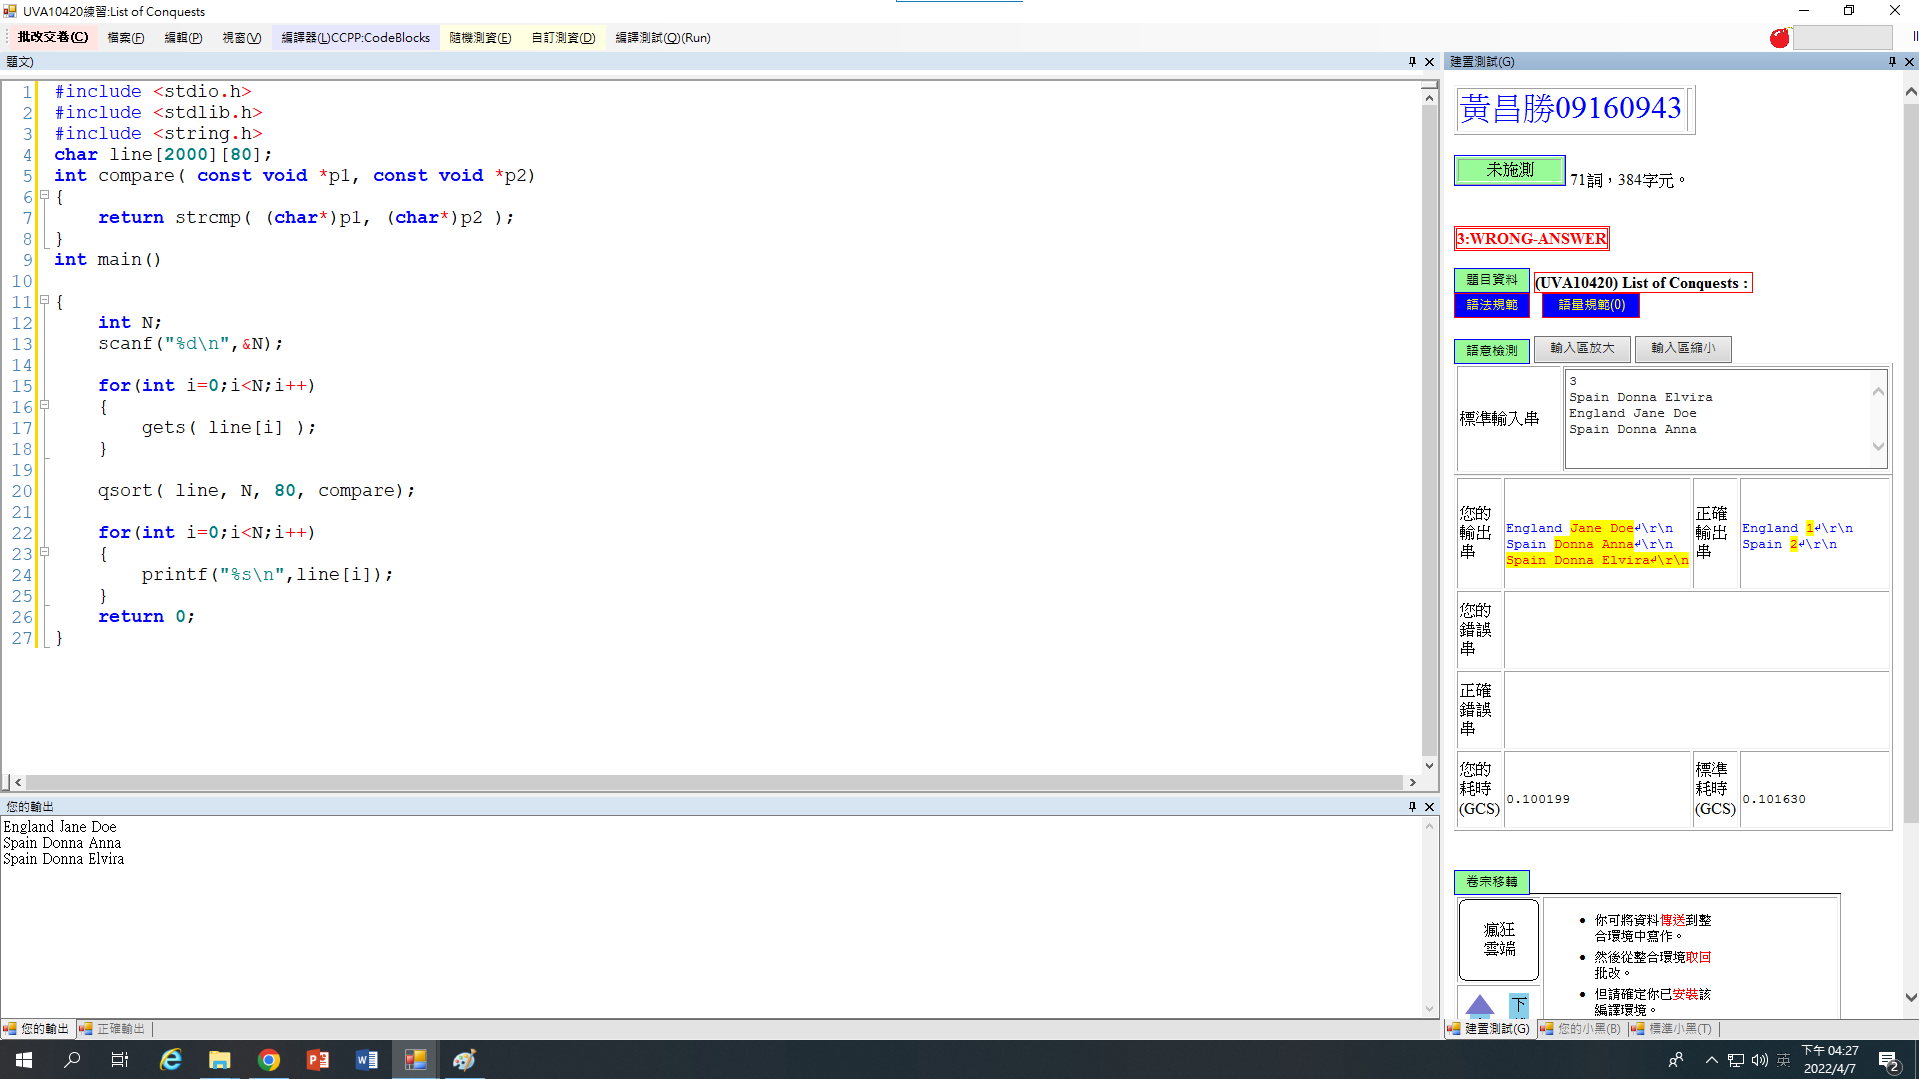 UVA10420練習:List of Conquests
批改交卷(C) 檔案(F) 編輯(P) 視窗(V) 編譯器(L)CCPP:CodeBlocks 隨機測資(E) 自訂測資(D) 編譯測試(Q)(Run)
題文)
1 #include <stdio.h>
2 #include <stdlib.h>
3 #include <string.h>
4 char line[2000][80];
5 int compare( const void *p1, const void *p2)
6 {
7 return strcmp( (char*)p1, (char*)p2 );
8 }
9 int main()
10
11 {
12 int N;
13 scanf("%d\n",&N);
14
15 for(int i=0;i<N;i++)
16 {
17 gets( line[i] );
18 }
19
20 qsort( line, N, 80, compare);
21
22 for(int i=0;i<N;i++)
23 {
24 printf("%s\n",line[i]);
25 }
26 return 0;
27 }
您的輸出
England Jane Doe
Spain Donna Anna
Spain Donna Elvira
您的輸出 正確輸出
建置測試(G)
黃昌勝09160943
未施測 71詞，384字元。
3:WRONG-ANSWER
題目資料 (UVA10420) List of Conquests :
語法規範 語量規範(0)
語意檢測 輸入區放大 輸入區縮小
標準輸入串
3
Spain Donna Elvira
England Jane Doe
Spain Donna Anna
您的
輸出
串
England Jane Doe↲\r\n
Spain Donna Anna↲\r\n
Spain Donna Elvira↲\r\n
正確
輸出
串
England 1↲\r\n
Spain 2↲\r\n
您的
錯誤
串
正確
錯誤
串
您的
耗時
(GCS)
0.100199
標準
耗時
(GCS)
0.101630
卷宗移轉
瘋狂
雲端
下
你可將資料傳送到整
合環境中寫作。
然後從整合環境取回
批改。
但請確定你已安裝該
編譯環境。
建置測試(G) 您的小黑(B) 標準小黑(T)
英
下午 04:27
2022/4/7
2